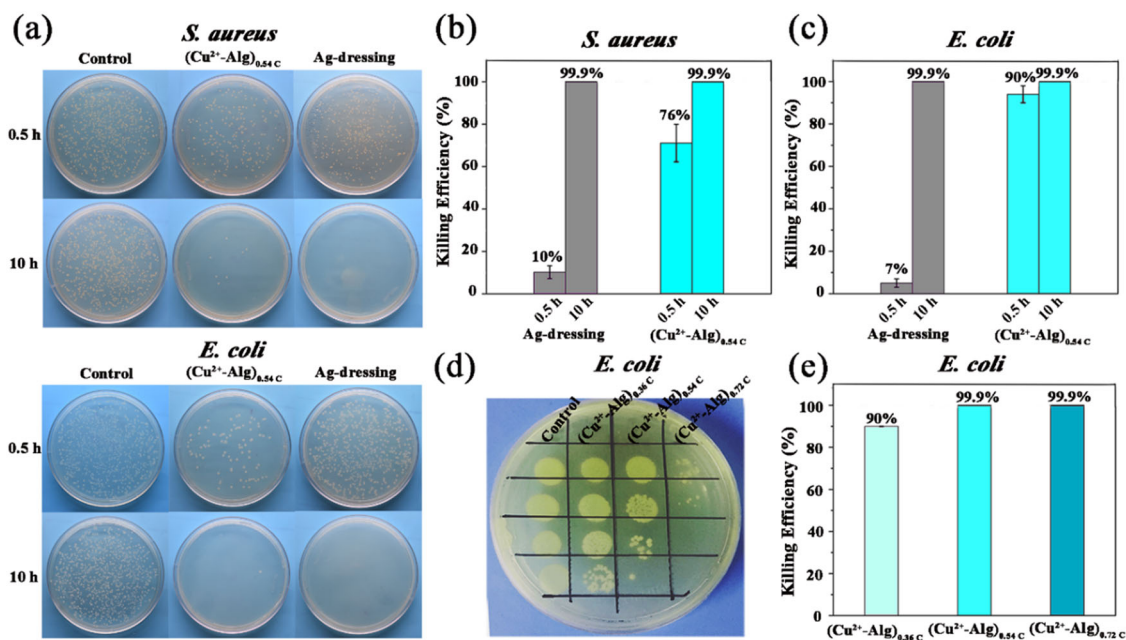 (a)
S. aureus
Control (Cu²⁺-Alg)₀.₅₄ C Ag-dressing
0.5 h
10 h
E. coli
Control (Cu²⁺-Alg)₀.₅₄ C Ag-dressing
0.5 h
10 h
(b)
S. aureus
Killing Efficiency (%)
100
80
60
40
20
0
10%
99.9%
76%
99.9%
0.5 h 10 h 0.5 h 10 h
Ag-dressing (Cu²⁺-Alg)₀.₅₄ C
(c)
E. coli
Killing Efficiency (%)
100
80
60
40
20
0
7%
99.9%
90%
99.9%
0.5 h 10 h 0.5 h 10 h
Ag-dressing (Cu²⁺-Alg)₀.₅₄ C
(d)
E. coli
Control
(Cu²⁺-Alg)₀.₃₆ C
(Cu²⁺-Alg)₀.₅₄ C
(Cu²⁺-Alg)₀.₇₂ C
(e)
E. coli
Killing Efficiency (%)
100
80
60
40
20
0
90%
99.9%
99.9%
(Cu²⁺-Alg)₀.₃₆ C (Cu²⁺-Alg)₀.₅₄ C (Cu²⁺-Alg)₀.₇₂ C